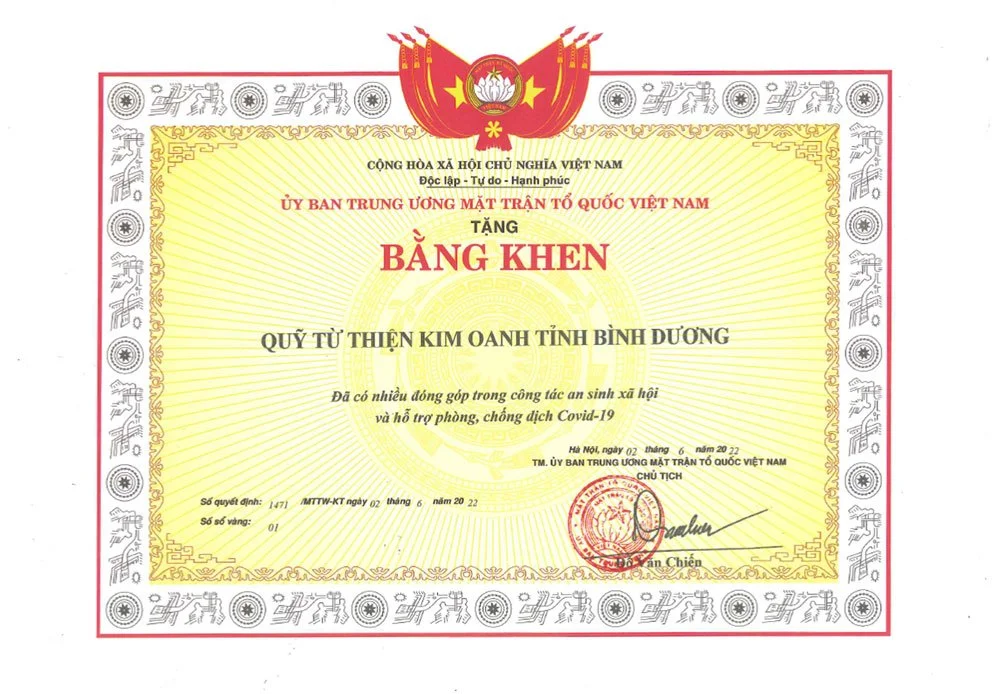 CỘNG HÒA XÃ HỘI CHỦ NGHĨA VIỆT NAM
Độc lập - Tự do - Hạnh phúc
ỦY BAN TRUNG ƯƠNG MẶT TRẬN TỔ QUỐC VIỆT NAM
TẶNG
BẰNG KHEN
QUỸ TỪ THIỆN KIM OANH TỈNH BÌNH DƯƠNG
Đã có nhiều đóng góp trong công tác an sinh xã hội
và hỗ trợ phòng, chống dịch Covid-19
Hà Nội, ngày 02 tháng 6 năm 2022
TM. ỦY BAN TRUNG ƯƠNG MẶT TRẬN TỔ QUỐC VIỆT NAM
CHỦ TỊCH
Số quyết định: 1471 /MTTW-KT ngày 02 tháng 6 năm 2022
Số sổ vàng: 01
Đỗ Văn Chiến